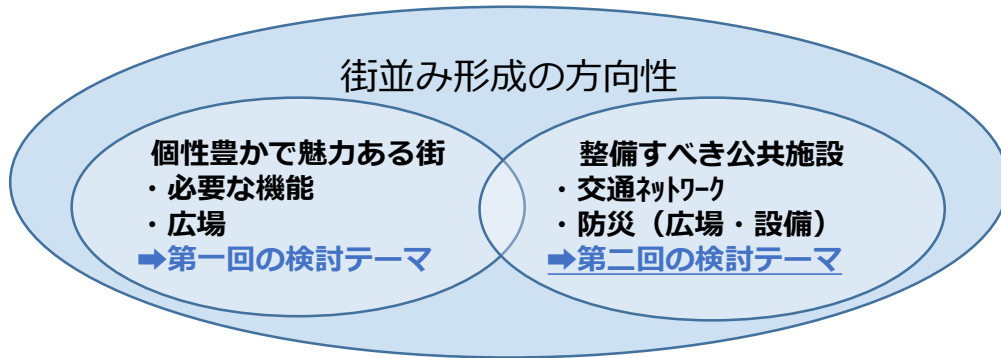 街並み形成の方向性
個性豊かで魅力ある街
・必要な機能
・広場
➡第一回の検討テーマ
整備すべき公共施設
・交通ﾈｯﾄﾜｰｸ
・防災（広場・設備）
➡第二回の検討テーマ